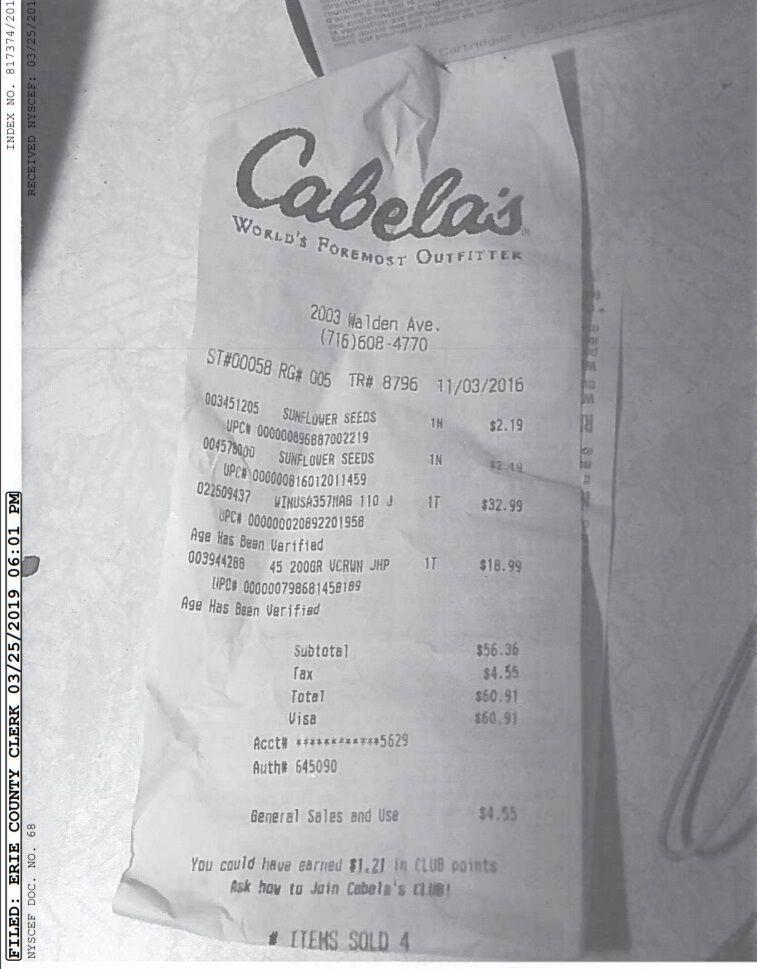 INDEX NO. 817374/201
RECEIVED NYSCEF: 03/25/201
FILED: ERIE COUNTY CLERK 03/25/2019 06:01 PM
NYSCEF DOC. NO. 68
Cartridge
Cabela's
WORLD'S FOREMOST OUTFITTER
2003 Walden Ave.
(716)608-4770
ST#00058 RG# 005 TR# 8796 11/03/2016
003451205 SUNFLOWER SEEDS 1N $2.19
UPC# 000000896887002219
SUNFLOWER SEEDS 1N $2.19
UPC# 000000816012011459
022509437 WINUSA357MAG 110 J 1T $32.99
UPC# 000000020892201958
Age Has Been Verified
003944288 45 200GR VCRWN JHP 1T $18.99
UPC# 000000798681458189
Age Has Been Verified
Subtotal $56.36
Tax $4.55
Total $60.91
Visa $60.91
Acct# ************5629
Auth# 645090
General Sales and Use $4.55
You could have earned $1.21 in CLUB points
Ask how to Join Cabela's CLUB!
# ITEMS SOLD 4